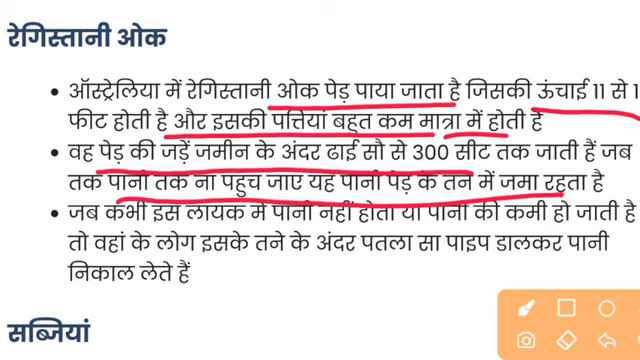 रेगिस्तानी ओक
• ऑस्ट्रेलिया में रेगिस्तानी ओक पेड़ पाया जाता है जिसकी ऊंचाई 11 से 1
फीट होती है और इसकी पत्तियां बहुत कम मात्रा में होती है
• वह पेड़ की जड़ें जमीन के अंदर ढाई सौ से 300 सीट तक जाती हैं जब
तक पानी तक ना पहुच जाए यह पानी पेड़ के तने में जमा रहता है
• जब कभी इस लायक में पानी नहीं होता या पानी की कमी हो जाती है
तो वहां के लोग इसके तने के अंदर पतला सा पाइप डालकर पानी
निकाल लेते हैं
सब्जियां